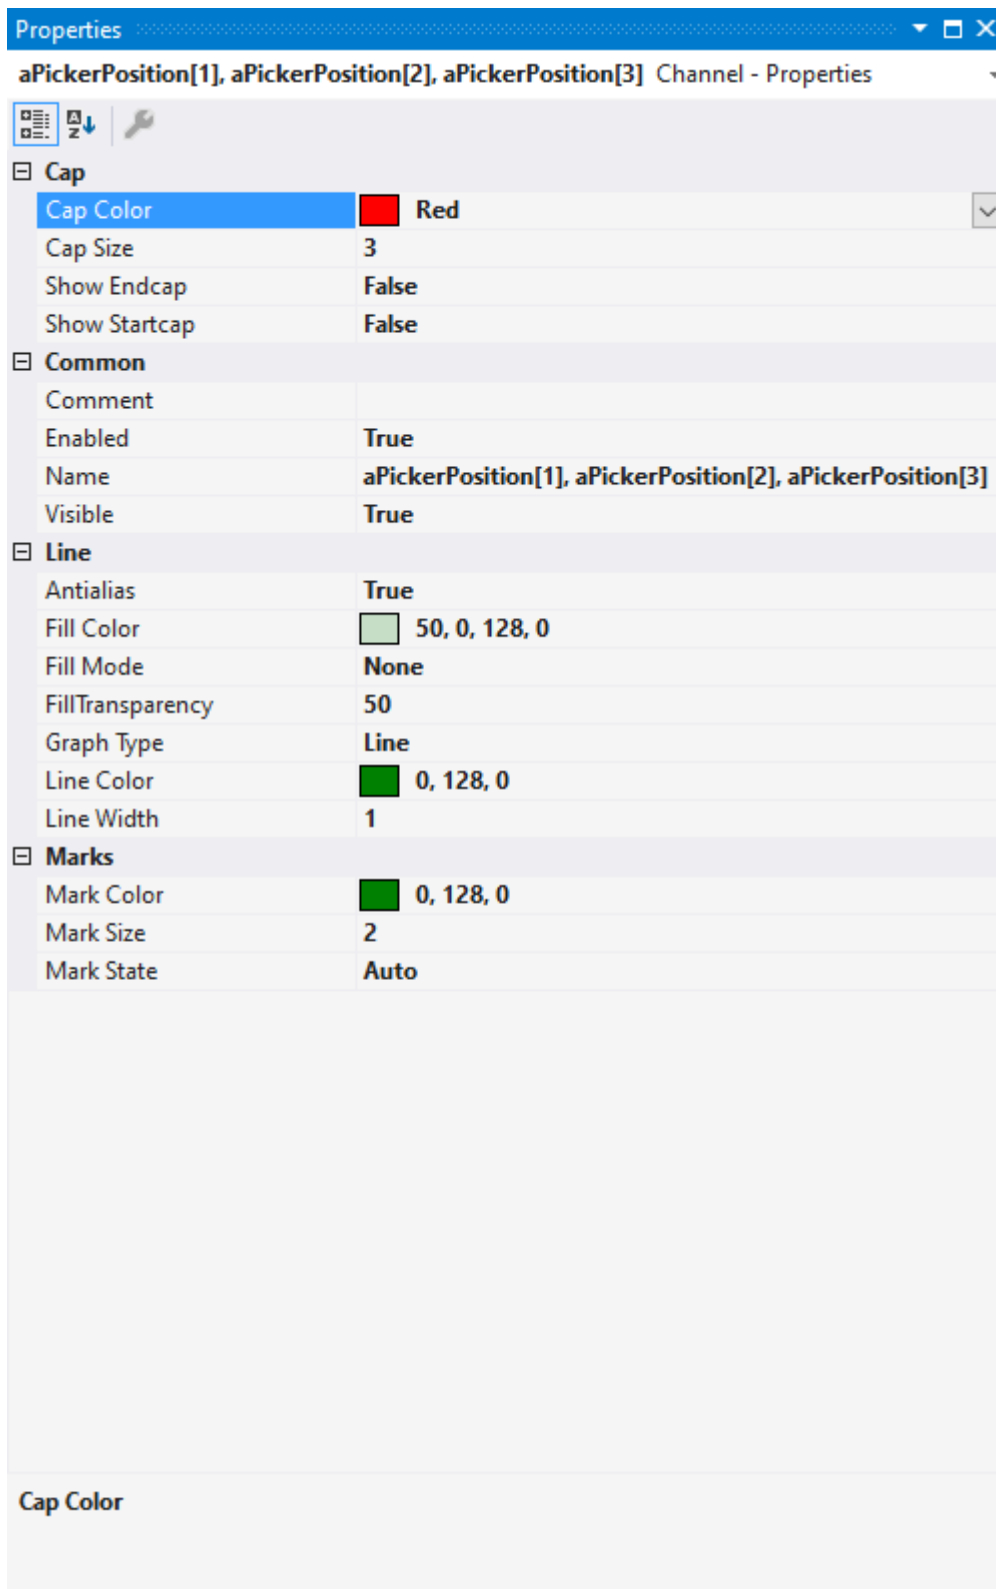 Properties
aPickerPosition[1], aPickerPosition[2], aPickerPosition[3] Channel - Properties
Cap
Cap Color Red
Cap Size 3
Show Endcap False
Show Startcap False
Common
Comment
Enabled True
Name aPickerPosition[1], aPickerPosition[2], aPickerPosition[3]
Visible True
Line
Antialias True
Fill Color 50, 0, 128, 0
Fill Mode None
FillTransparency 50
Graph Type Line
Line Color 0, 128, 0
Line Width 1
Marks
Mark Color 0, 128, 0
Mark Size 2
Mark State Auto
Cap Color